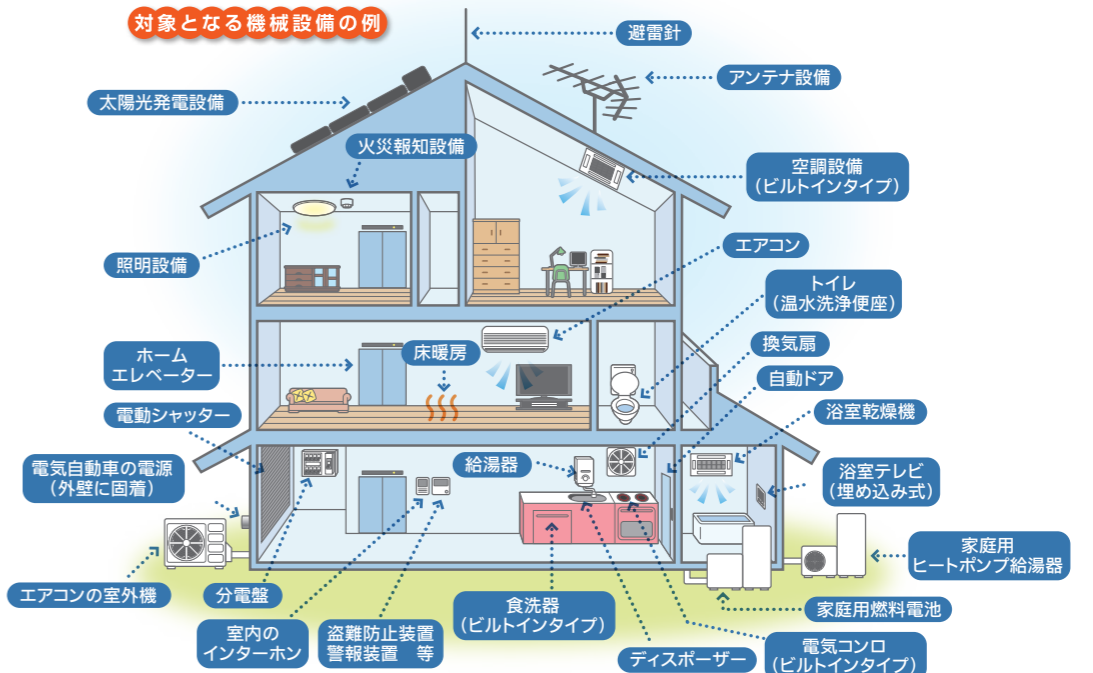 対象となる機械設備の例
避雷針
アンテナ設備
太陽光発電設備
火災報知設備
空調設備
（ビルトインタイプ）
照明設備
エアコン
トイレ
（温水洗浄便座）
換気扇
ホーム
エレベーター
床暖房
自動ドア
電動シャッター
浴室乾燥機
電気自動車の電源
（外壁に固着）
給湯器
浴室テレビ
（埋め込み式）
家庭用
ヒートポンプ給湯器
エアコンの室外機
分電盤
食洗器
（ビルトインタイプ）
家庭用燃料電池
室内の
インターホン
盗難防止装置
警報装置　等
ディスポーザー
電気コンロ
（ビルトインタイプ）